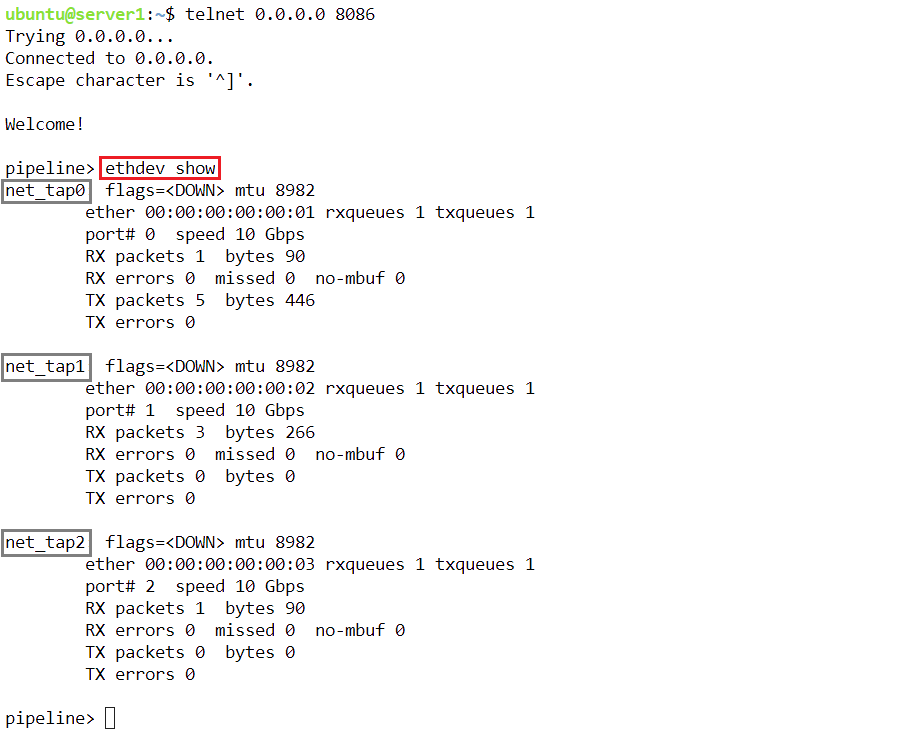 ubuntu@server1:~$ telnet 0.0.0.0 8086
Trying 0.0.0.0...
Connected to 0.0.0.0.
Escape character is '^]'.
Welcome!
pipeline> ethdev show
net_tap0  flags=<DOWN> mtu 8982
ether 00:00:00:00:00:01 rxqueues 1 txqueues 1
port# 0  speed 10 Gbps
RX packets 1  bytes 90
RX errors 0  missed 0  no-mbuf 0
TX packets 5  bytes 446
TX errors 0
net_tap1  flags=<DOWN> mtu 8982
ether 00:00:00:00:00:02 rxqueues 1 txqueues 1
port# 1  speed 10 Gbps
RX packets 3  bytes 266
RX errors 0  missed 0  no-mbuf 0
TX packets 0  bytes 0
TX errors 0
net_tap2  flags=<DOWN> mtu 8982
ether 00:00:00:00:00:03 rxqueues 1 txqueues 1
port# 2  speed 10 Gbps
RX packets 1  bytes 90
RX errors 0  missed 0  no-mbuf 0
TX packets 0  bytes 0
TX errors 0
pipeline>